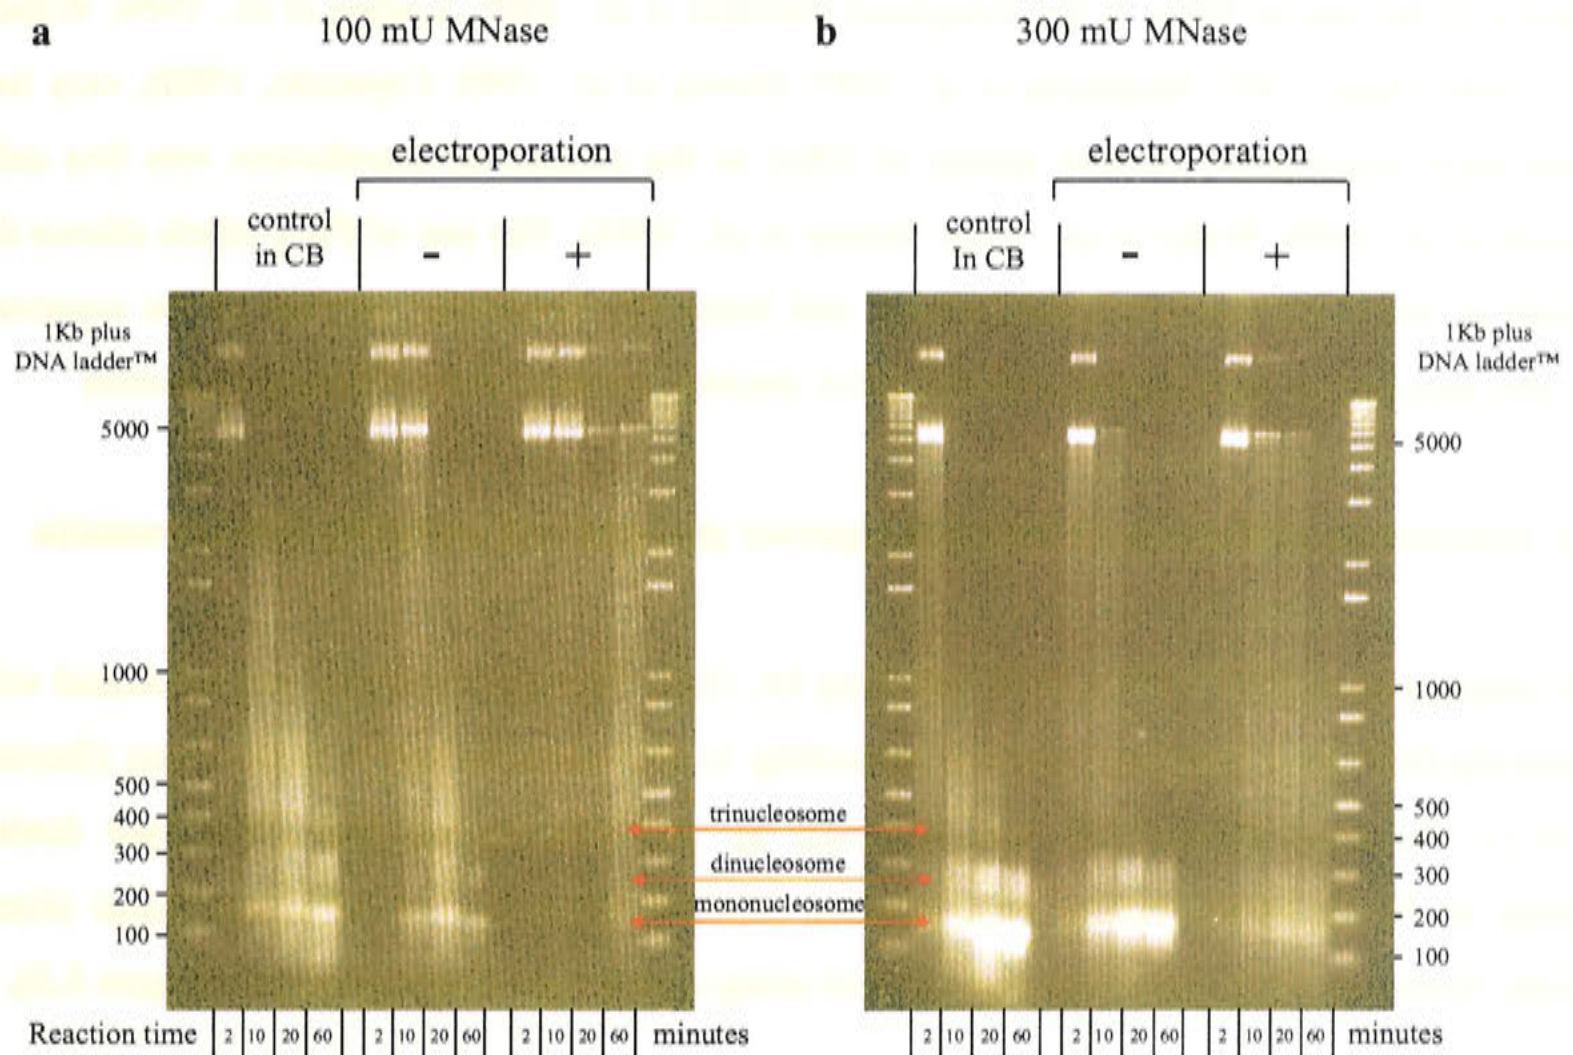 a 100 mU MNase
b 300 mU MNase
electroporation
electroporation
control
in CB
-
+
control
In CB
-
+
1Kb plus
DNA ladder™
1Kb plus
DNA ladder™
5000
1000
500
400
300
200
100
trinucleosome
dinucleosome
mononucleosome
5000
1000
500
400
300
200
100
Reaction time 2 10 20 60 2 10 20 60 2 10 20 60 minutes
2 10 20 60 2 10 20 60 2 10 20 60 minutes